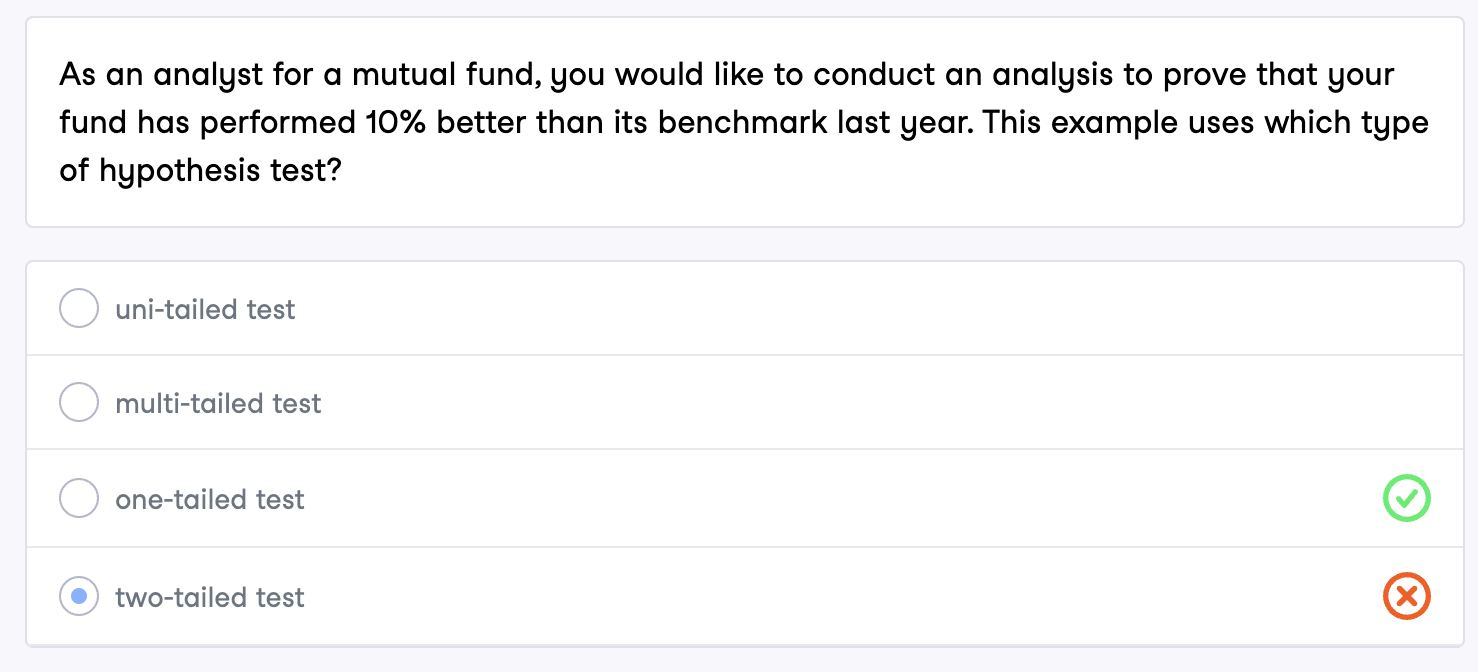 As an analyst for a mutual fund, you would like to conduct an analysis to prove that your
fund has performed 10% better than its benchmark last year. This example uses which type
of hypothesis test?
uni-tailed test
multi-tailed test
one-tailed test
two-tailed test